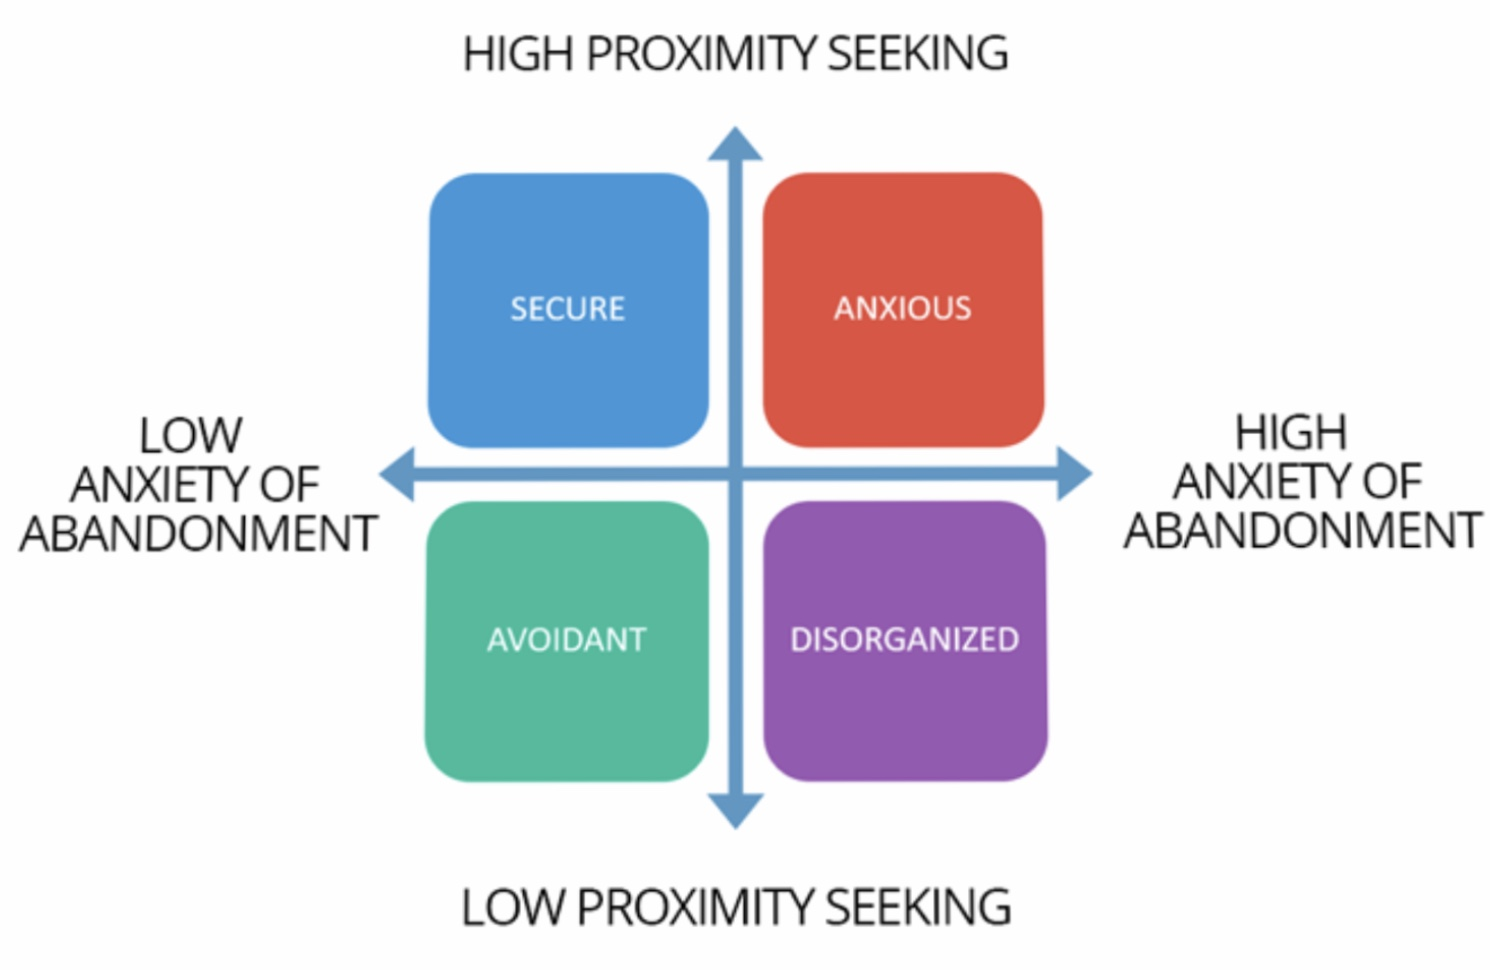 HIGH PROXIMITY SEEKING
SECURE
ANXIOUS
LOW
ANXIETY OF
ABANDONMENT
HIGH
ANXIETY OF
ABANDONMENT
AVOIDANT
DISORGANIZED
LOW PROXIMITY SEEKING